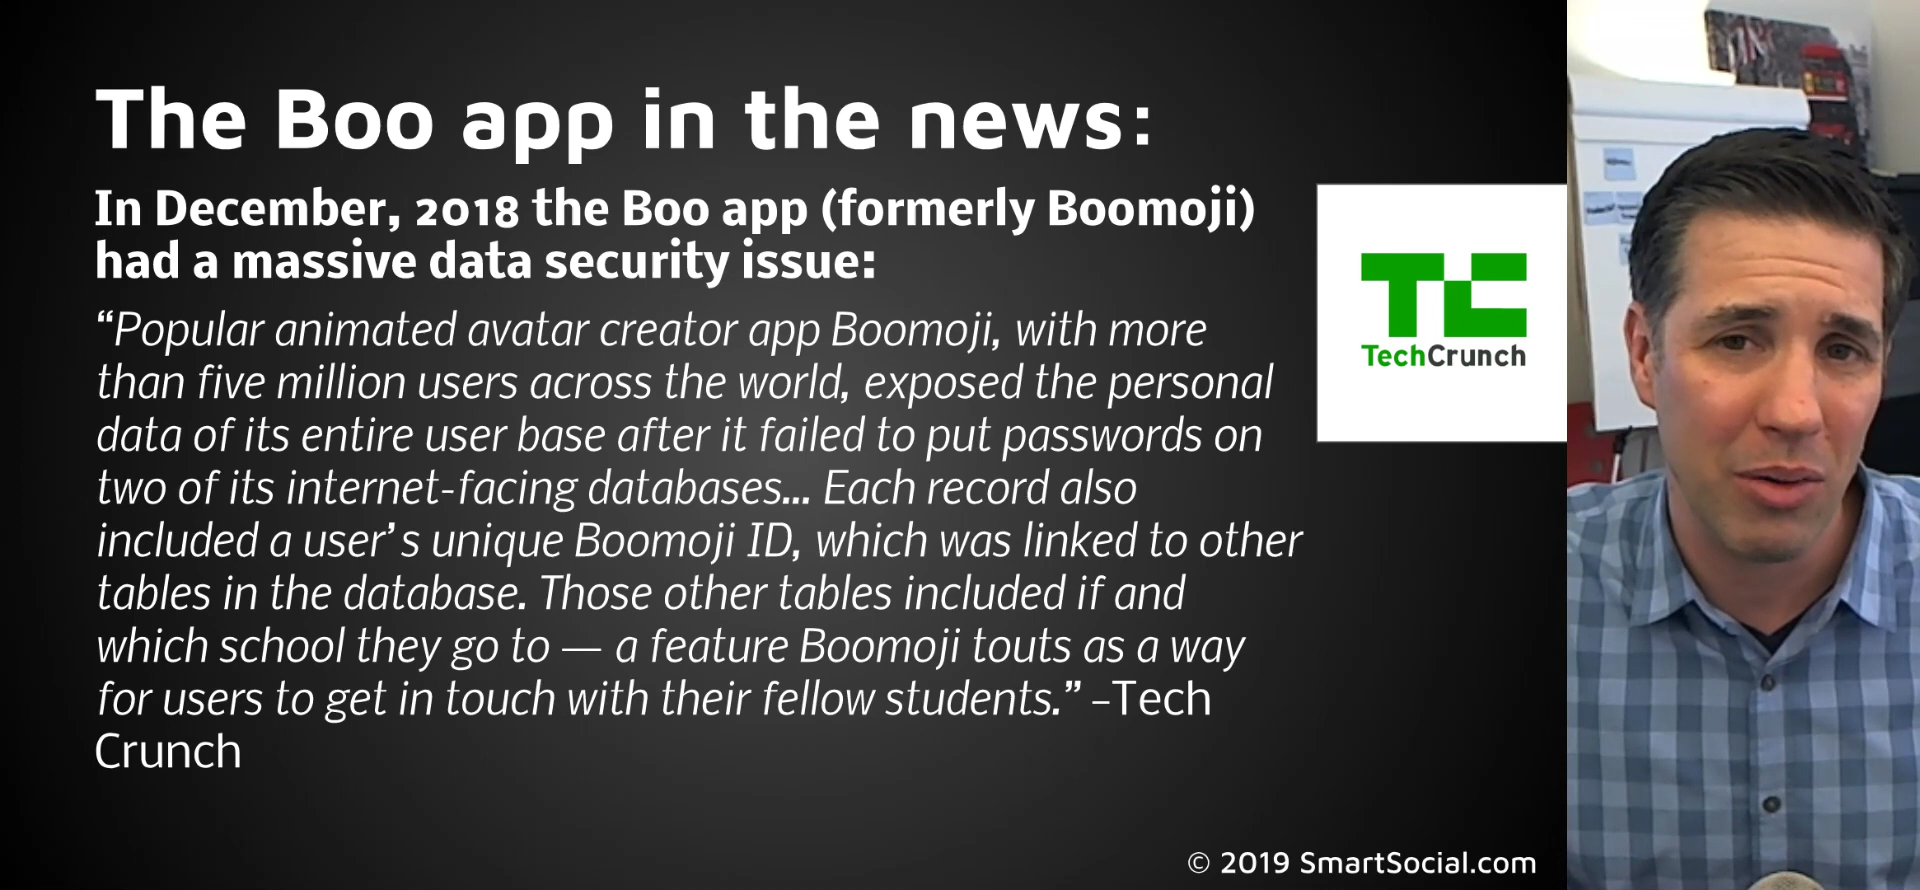 The Boo app in the news:
In December, 2018 the Boo app (formerly Boomoji)
had a massive data security issue:
“Popular animated avatar creator app Boomoji, with more
than five million users across the world, exposed the personal
data of its entire user base after it failed to put passwords on
two of its internet-facing databases... Each record also
included a user’s unique Boomoji ID, which was linked to other
tables in the database. Those other tables included if and
which school they go to — a feature Boomoji touts as a way
for users to get in touch with their fellow students.” –Tech
Crunch
TC
TechCrunch
© 2019 SmartSocial.com